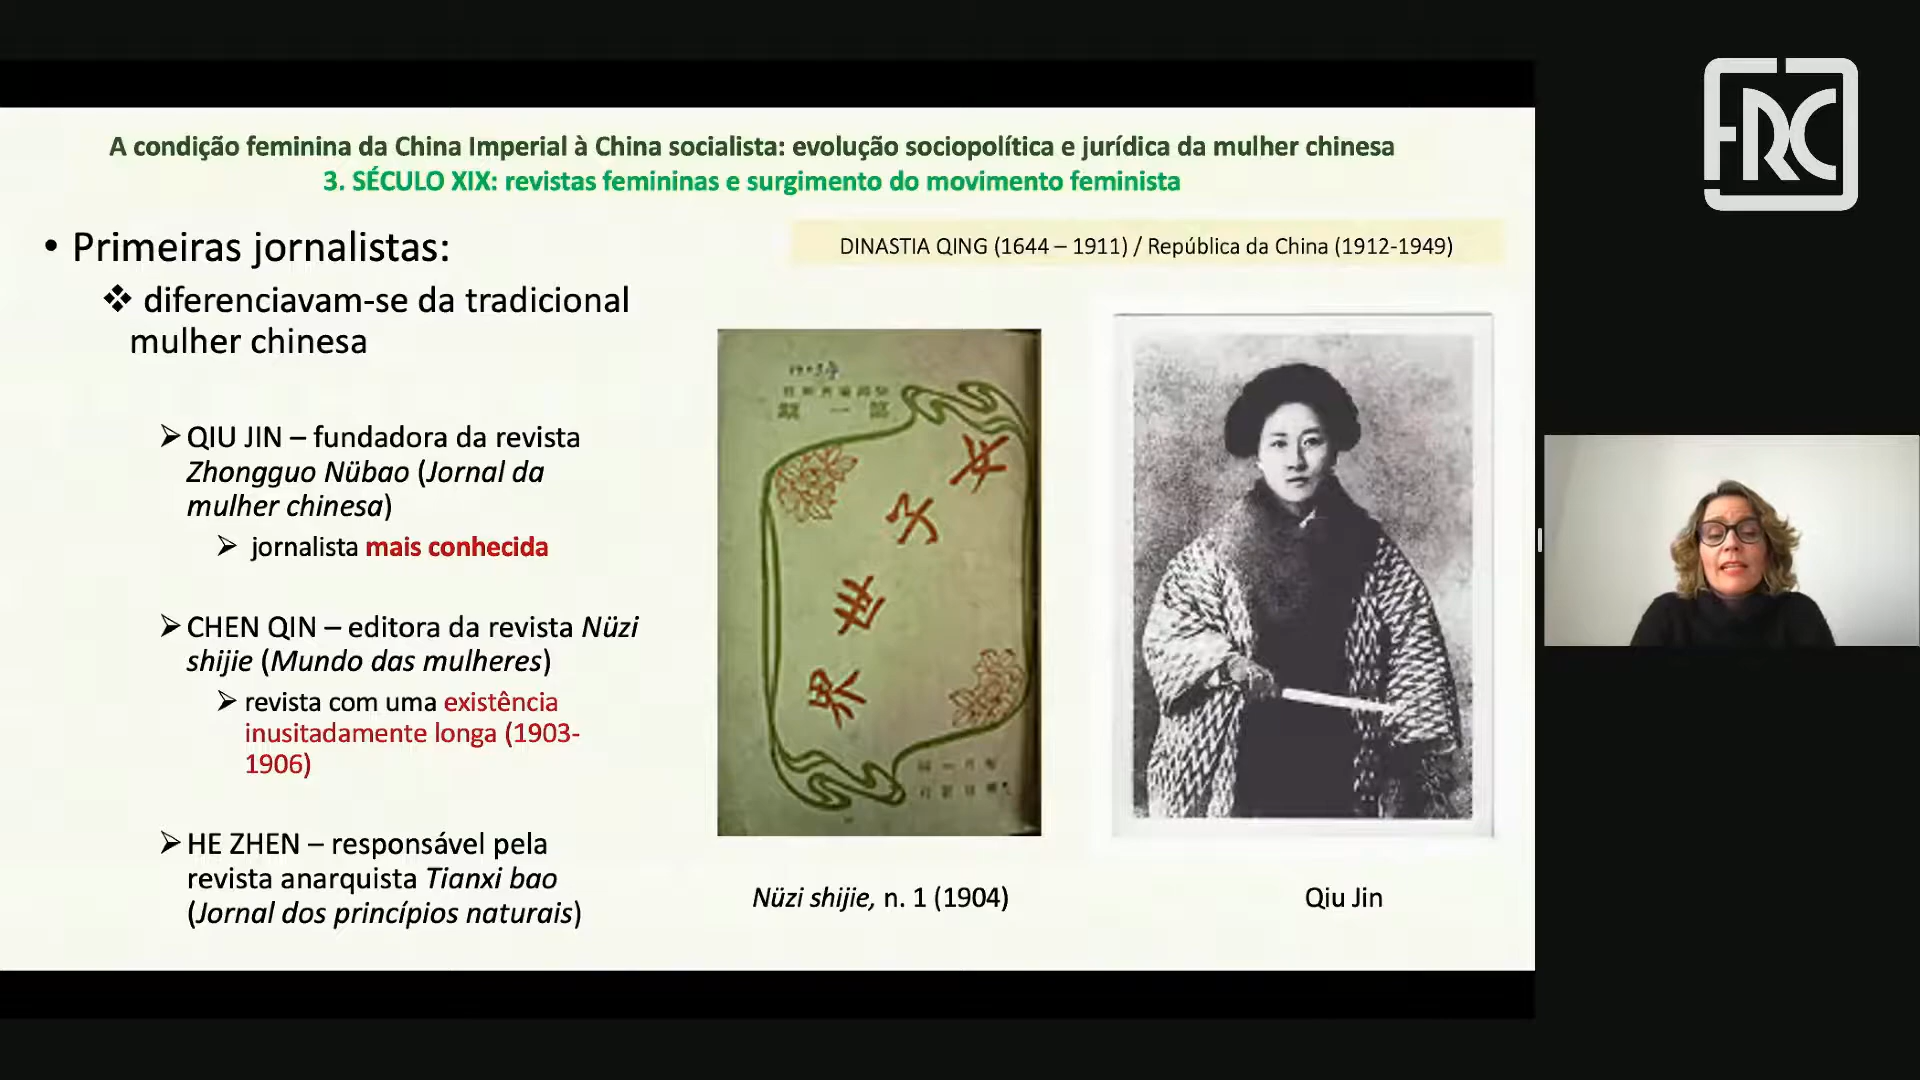 FRC
A condição feminina da China Imperial à China socialista: evolução sociopolítica e jurídica da mulher chinesa
3. SÉCULO XIX: revistas femininas e surgimento do movimento feminista
DINASTIA QING (1644 – 1911) / República da China (1912-1949)
• Primeiras jornalistas:
❖ diferenciavam-se da tradicional
mulher chinesa
➢ QIU JIN – fundadora da revista
Zhongguo Nübao (Jornal da
mulher chinesa)
➢ jornalista mais conhecida
➢ CHEN QIN – editora da revista Nüzi
shijie (Mundo das mulheres)
➢ revista com uma existência
inusitadamente longa (1903-
1906)
➢ HE ZHEN – responsável pela
revista anarquista Tianxi bao
(Jornal dos princípios naturais)
第一期
女子世界
Nüzi shijie, n. 1 (1904)
Qiu Jin